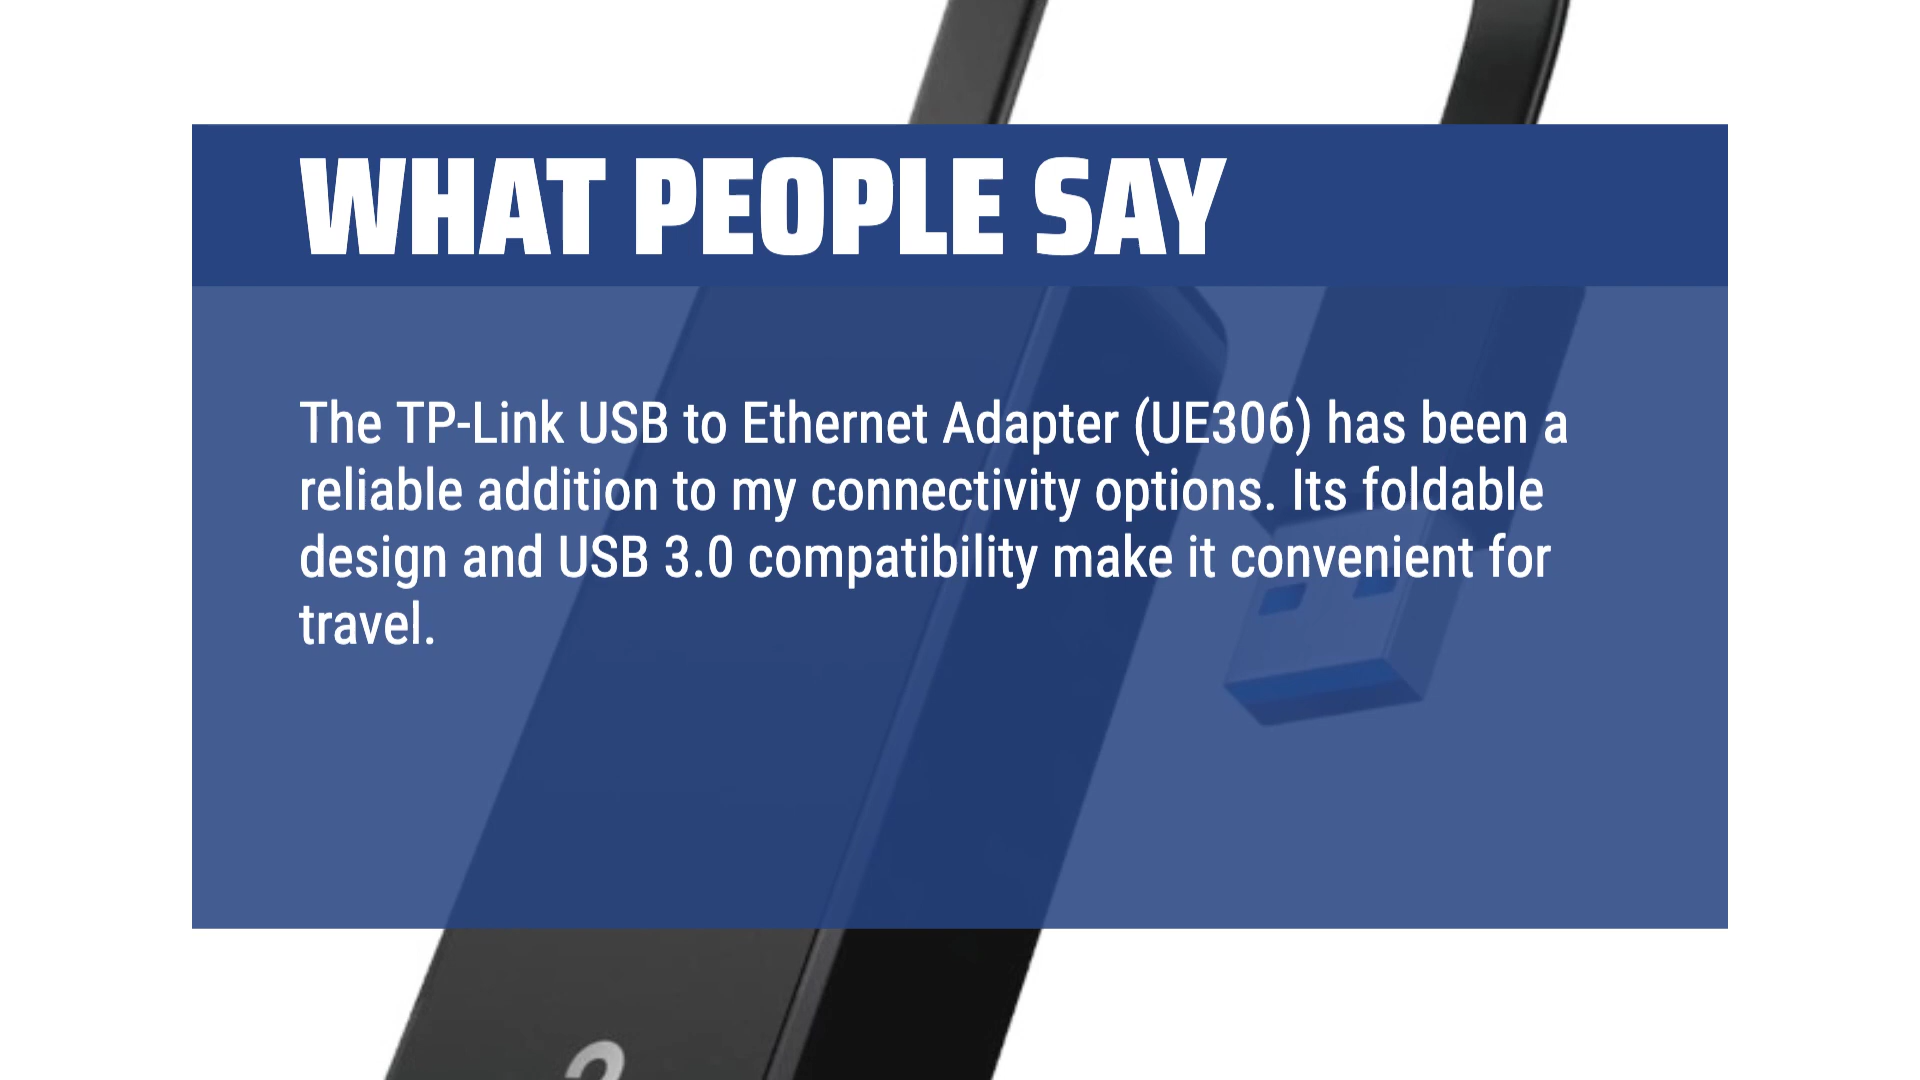 WHAT PEOPLE SAY
The TP-Link USB to Ethernet Adapter (UE306) has been a
reliable addition to my connectivity options. Its foldable
design and USB 3.0 compatibility make it convenient for
travel.